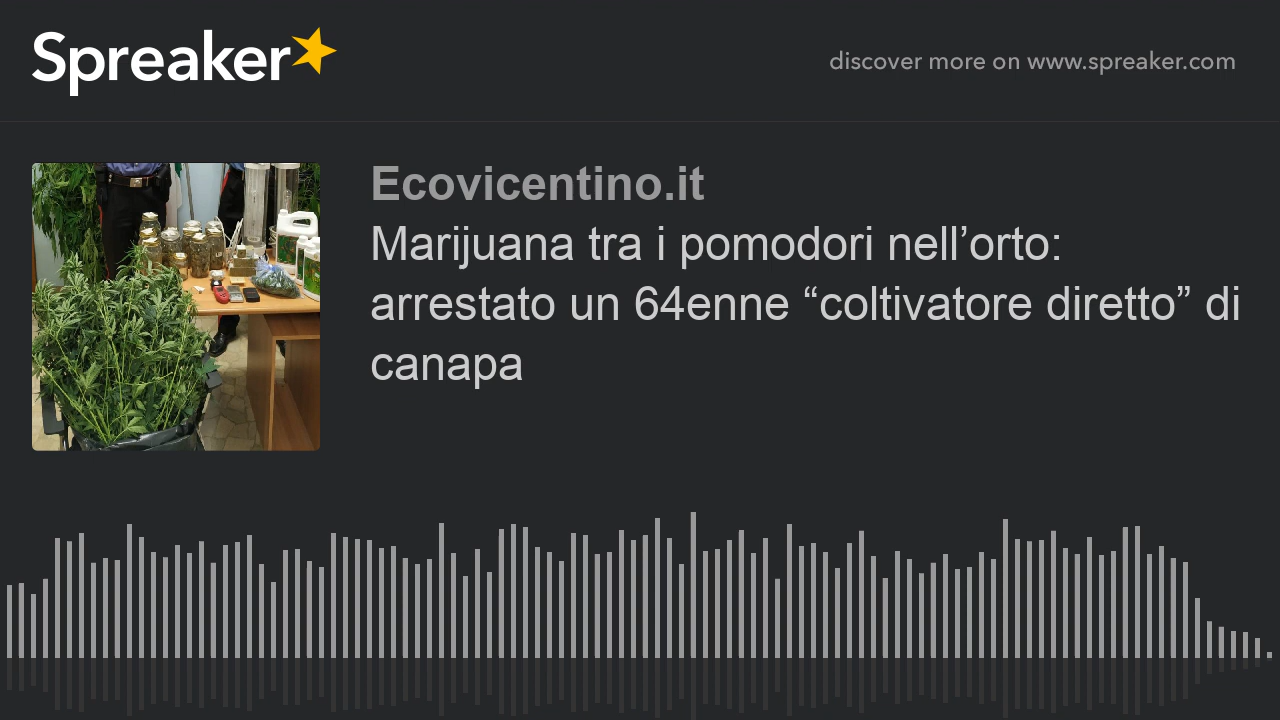 Spreaker
discover more on www.spreaker.com
Ecovicentino.it
Marijuana tra i pomodori nell’orto:
arrestato un 64enne “coltivatore diretto” di
canapa